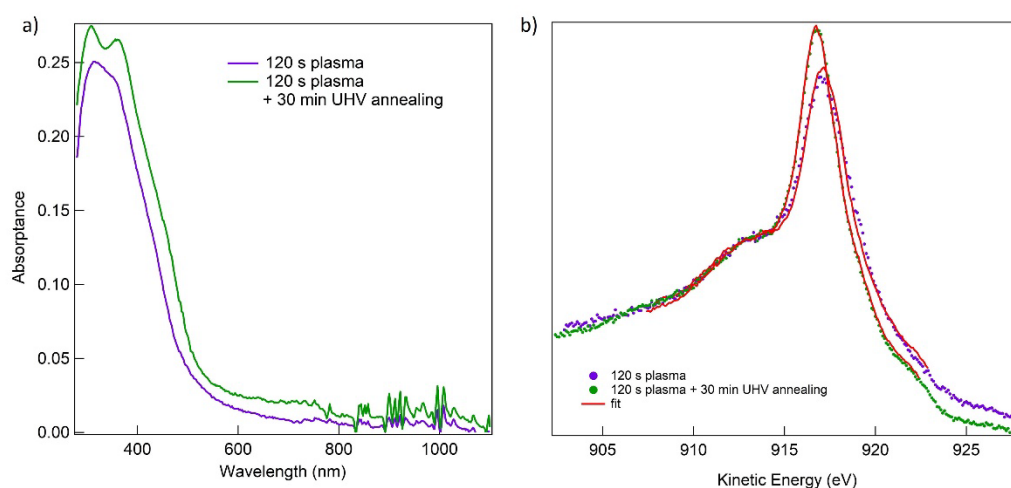 a)
120 s plasma
120 s plasma
+ 30 min UHV annealing
0.25
0.20
0.15
0.10
0.05
0.00
Absorptance
400
600
800
1000
Wavelength (nm)
b)
120 s plasma
120 s plasma + 30 min UHV annealing
fit
905
910
915
920
925
Kinetic Energy (eV)